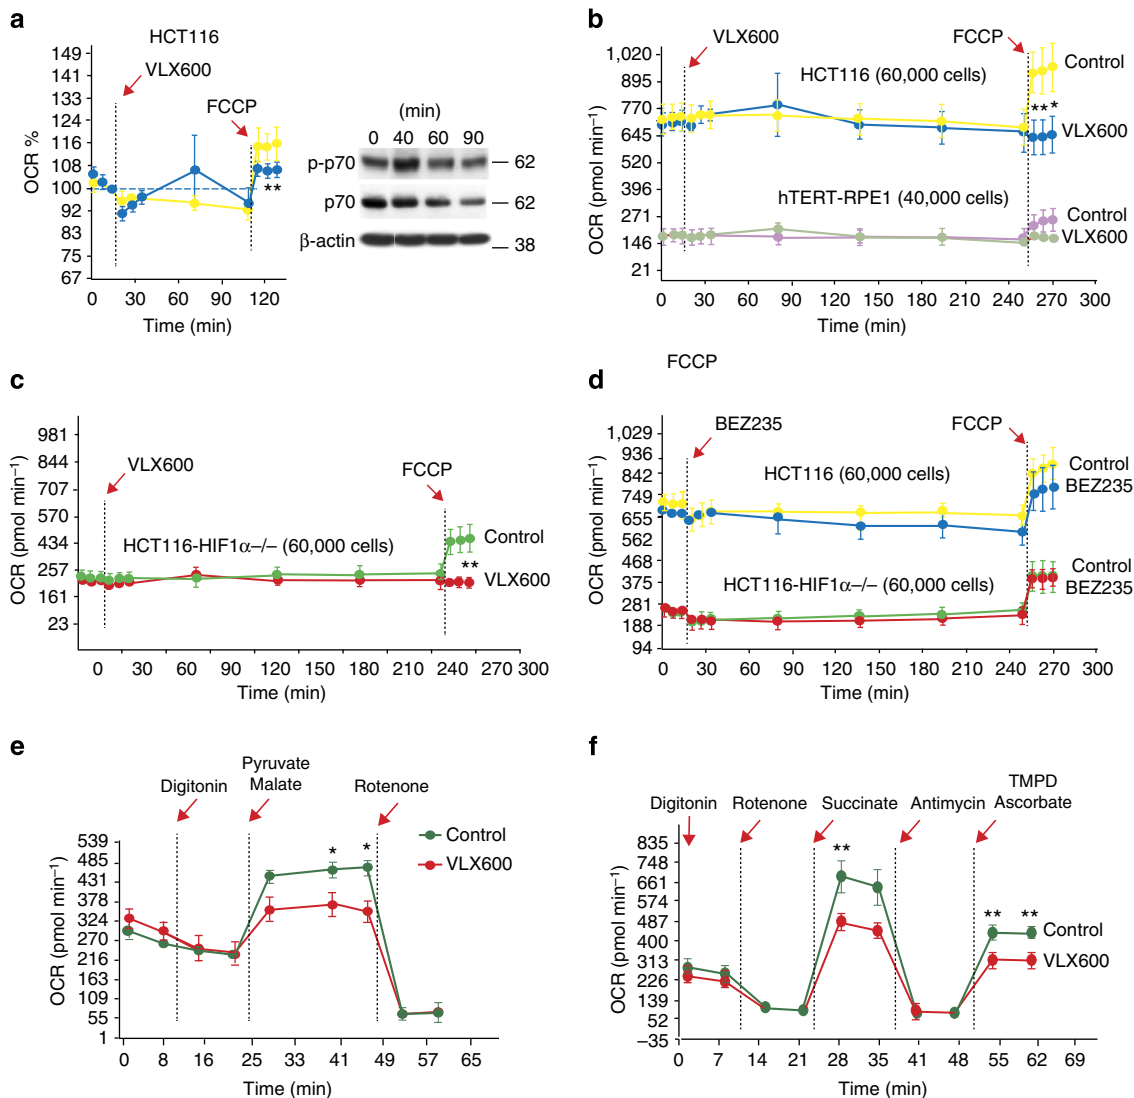 a
HCT116
VLX600
FCCP
OCR %
149
141
133
124
116
108
100
92
83
75
67
**
0 30 60 90 120
Time (min)
(min)
0 40 60 90
p-p70
62
p70
62
β-actin
38
b
VLX600
FCCP
HCT116 (60,000 cells)
Control
** *
VLX600
hTERT-RPE1 (40,000 cells)
Control
VLX600
OCR (pmol min–1)
1,020
895
770
645
520
396
271
146
21
0 30 60 90 120 150 180 210 240 270 300
Time (min)
c
VLX600
FCCP
HCT116-HIF1α–/– (60,000 cells)
Control
**
VLX600
OCR (pmol min–1)
981
844
707
570
434
257
161
23
0 30 60 90 120 150 180 210 240 270 300
Time (min)
FCCP
d
BEZ235
FCCP
HCT116 (60,000 cells)
Control
BEZ235
HCT116-HIF1α–/– (60,000 cells)
Control
BEZ235
OCR (pmol min–1)
1,029
936
842
749
655
562
468
375
281
188
94
0 30 60 90 120 150 180 210 240 270 300
Time (min)
e
Digitonin
Pyruvate
Malate
Rotenone
Control
VLX600
* *
OCR (pmol min–1)
539
485
431
378
324
270
216
163
109
55
1
0 8 16 25 33 41 49 57 65
Time (min)
f
Digitonin
Rotenone
Succinate
Antimycin
TMPD
Ascorbate
**
** **
Control
VLX600
OCR (pmol min–1)
835
748
661
574
487
400
313
226
139
52
–35
0 7 14 21 28 35 41 48 55 62 69
Time (min)